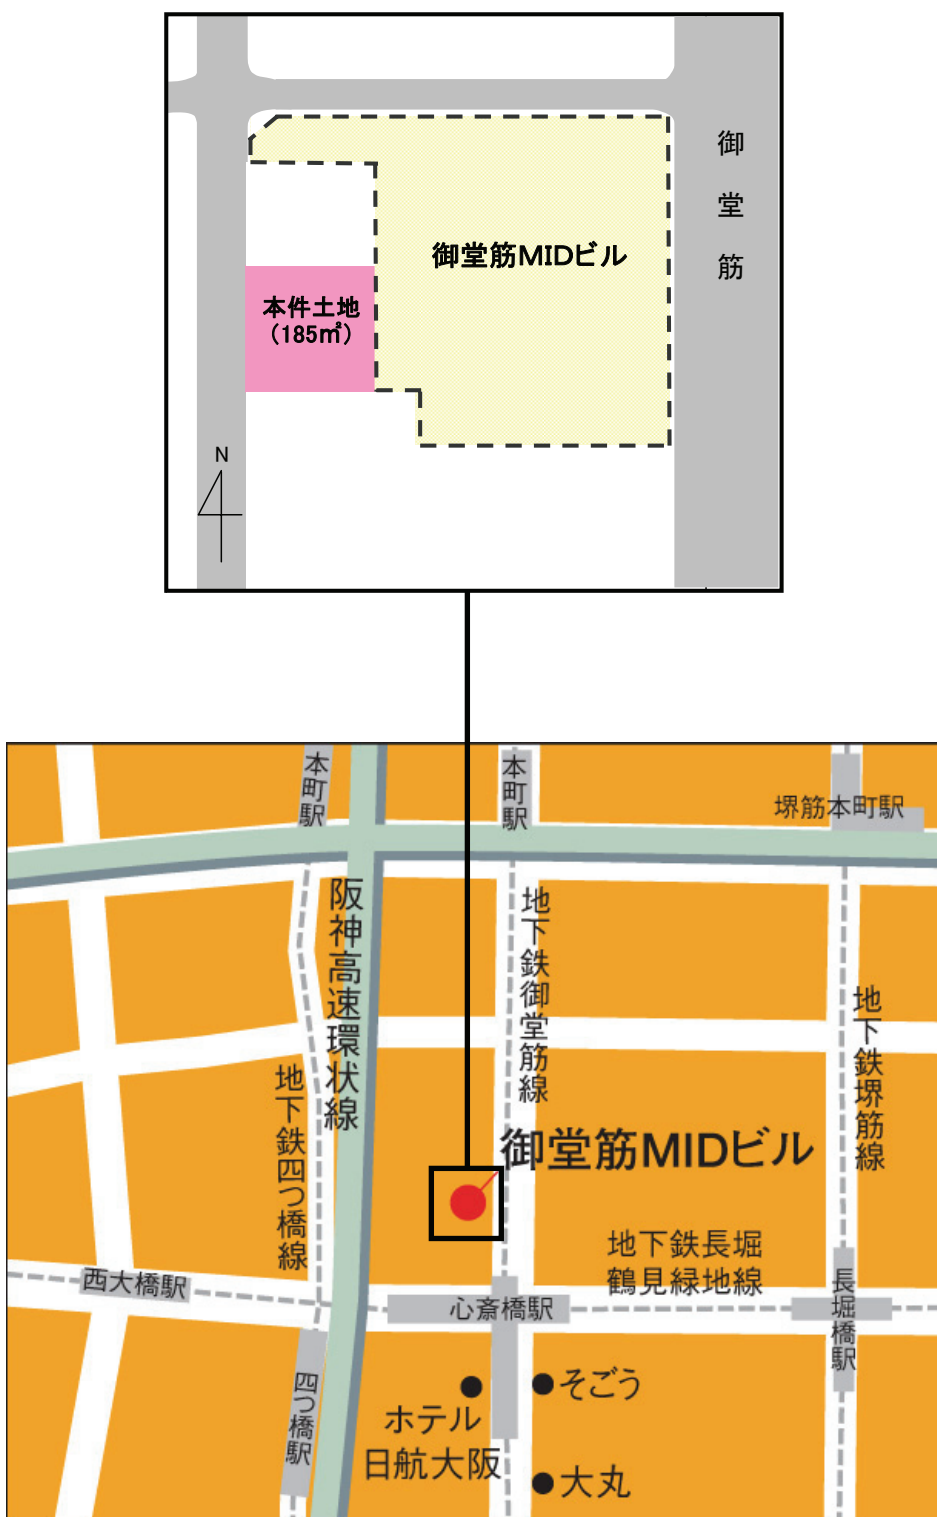 御堂筋
御堂筋MIDビル
本件土地
(185㎡)
N
本町駅
本町駅
堺筋本町駅
阪神高速環状線
地下鉄御堂筋線
地下鉄堺筋線
地下鉄四つ橋線
御堂筋MIDビル
地下鉄長堀
鶴見緑地線
西大橋駅
心斎橋駅
長堀橋駅
四つ橋駅
そごう
ホテル
日航大阪
大丸